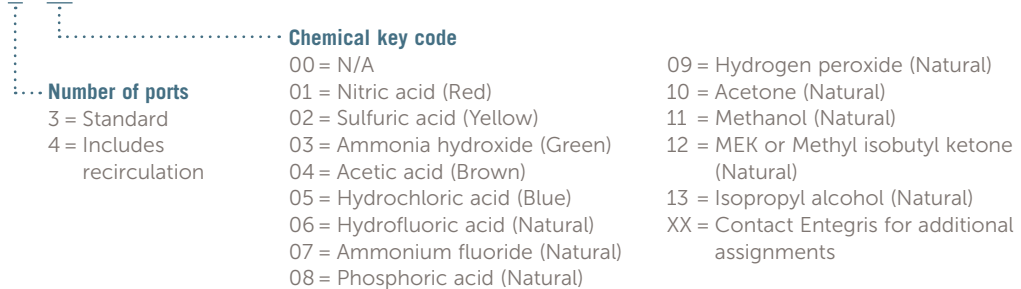 Chemical key code
00 = N/A
01 = Nitric acid (Red)
02 = Sulfuric acid (Yellow)
03 = Ammonia hydroxide (Green)
04 = Acetic acid (Brown)
05 = Hydrochloric acid (Blue)
06 = Hydrofluoric acid (Natural)
07 = Ammonium fluoride (Natural)
08 = Phosphoric acid (Natural)
09 = Hydrogen peroxide (Natural)
10 = Acetone (Natural)
11 = Methanol (Natural)
12 = MEK or Methyl isobutyl ketone
(Natural)
13 = Isopropyl alcohol (Natural)
XX = Contact Entegris for additional
assignments
Number of ports
3 = Standard
4 = Includes
recirculation